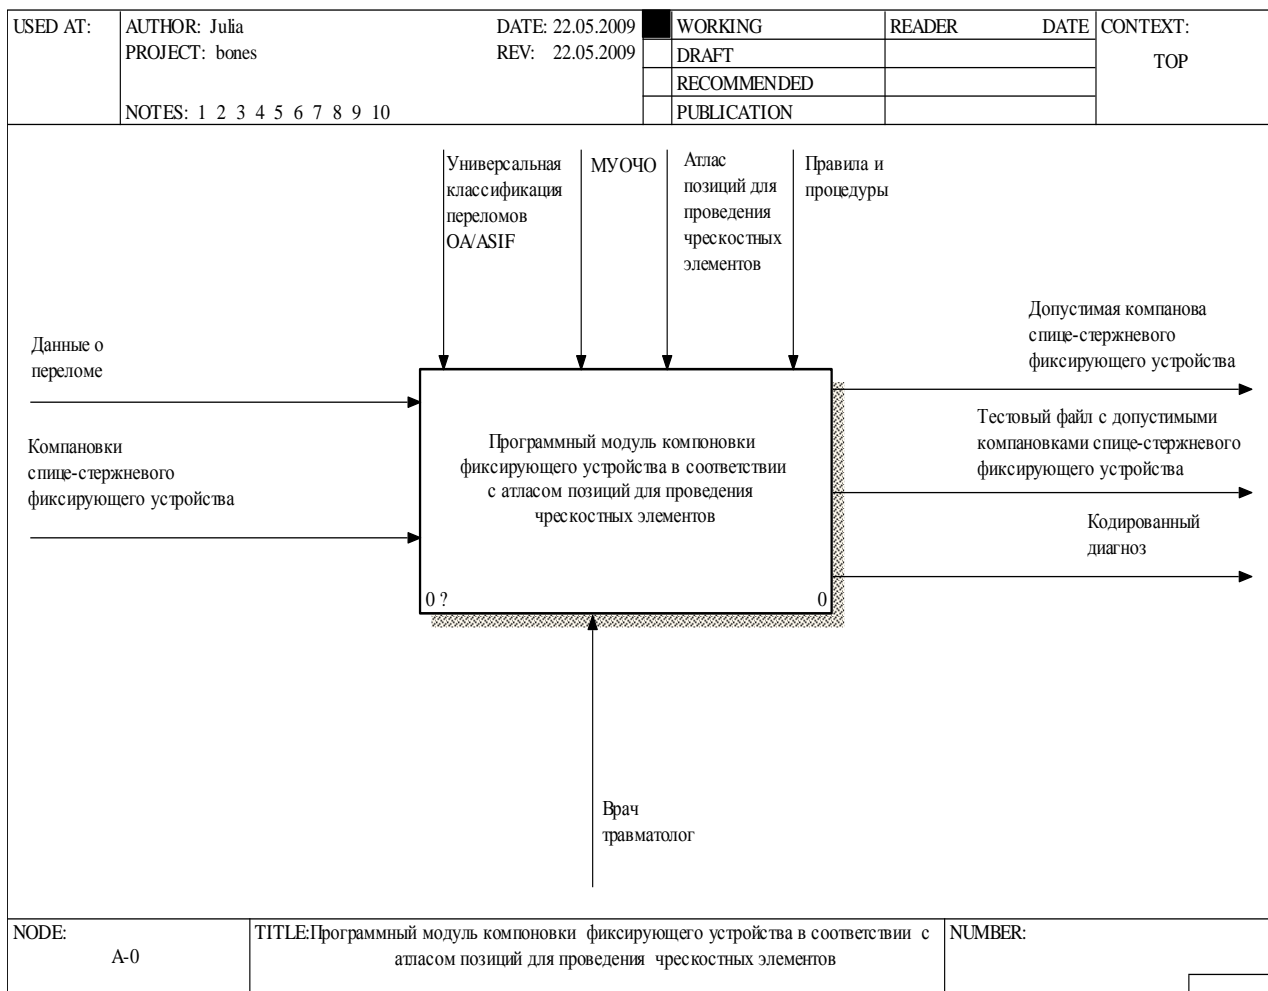 USED AT:
AUTHOR: Julia
DATE: 22.05.2009
WORKING
READER
DATE
CONTEXT:
PROJECT: bones
REV: 22.05.2009
DRAFT
TOP
RECOMMENDED
NOTES: 1 2 3 4 5 6 7 8 9 10
PUBLICATION
Универсальная
классификация
переломов
ОА/ASIF
МУОЧО
Атлас
позиций для
проведения
чрескостных
элементов
Правила и
процедуры
Данные о
переломе
Компановки
спице-стержневого
фиксирующего устройства
Программный модуль компоновки
фиксирующего устройства в соответствии
с атласом позиций для проведения
чрескостных элементов
0 ?
0
Допустимая компанова
спице-стержневого
фиксирующего устройства
Тестовый файл с допустимыми
компановками спице-стержневого
фиксирующего устройства
Кодированный
диагноз
Врач
травматолог
NODE:
A-0
TITLE:Программный модуль компоновки фиксирующего устройства в соответствии с
атласом позиций для проведения чрескостных элементов
NUMBER: